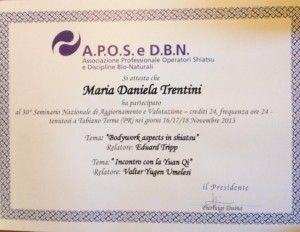 A.P.O.S. e D.B.N.
Associazione Professionale Operatori Shiatsu
e Discipline Bio-Naturali
Si attesta che
Maria Daniela Trentini
ha partecipato
al 30° Seminario Nazionale di Aggiornamento e Valutazione – crediti 24, frequenza ore 24 -
tenutosi a Tabiano Terme (PR) nei giorni 16/17/18 Novembre 2013
Tema: "Bodywork aspects in shiatsu"
Relatore: Eduard Tripp
Tema: " Incontro con la Yuan Qi"
Relatore: Valter Yugen Umelesi
il Presidente
Pierluigi